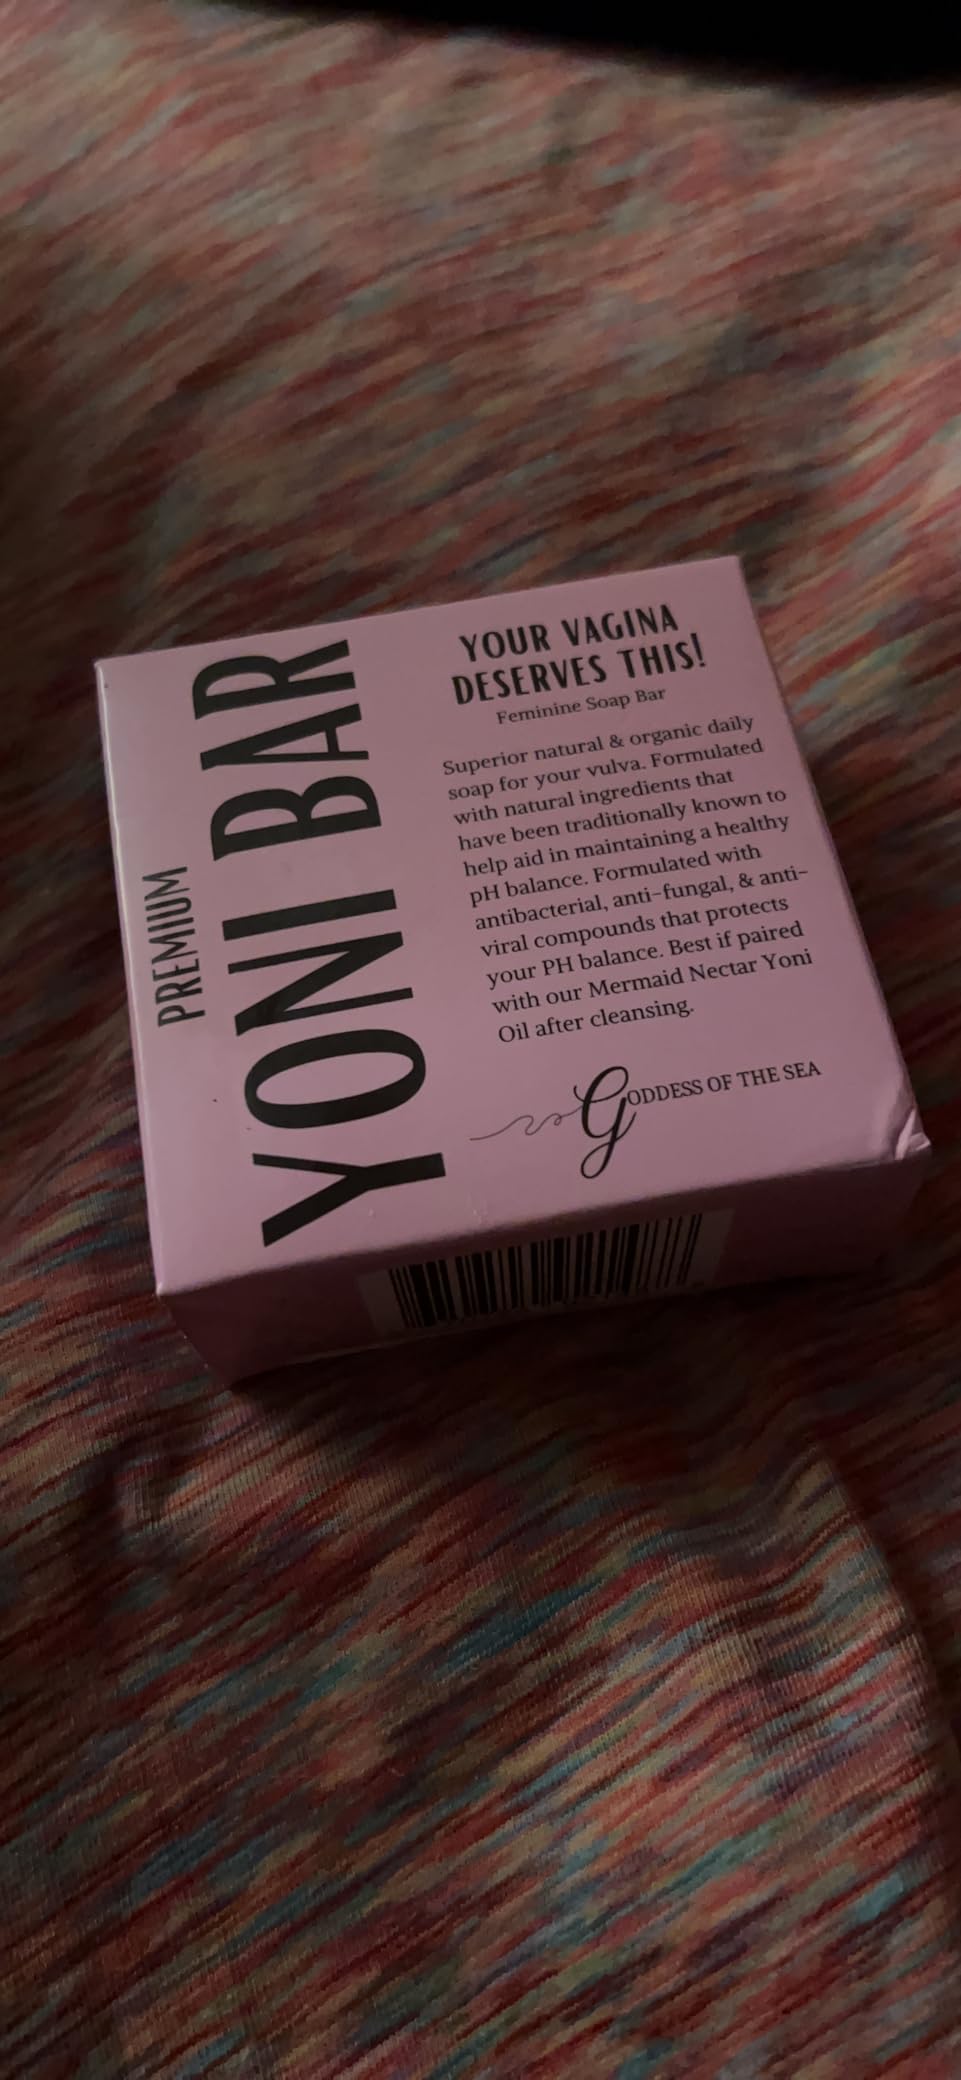 PREMIUM
YONI BAR
YOUR VAGINA
DESERVES THIS!
Feminine Soap Bar
Superior natural & organic daily
soap for your vulva. Formulated
with natural ingredients that
have been traditionally known to
help aid in maintaining a healthy
pH balance. Formulated with
antibacterial, anti-fungal, & anti-
viral compounds that protects
your PH balance. Best if paired
with our Mermaid Nectar Yoni
Oil after cleansing.
GODDESS OF THE SEA